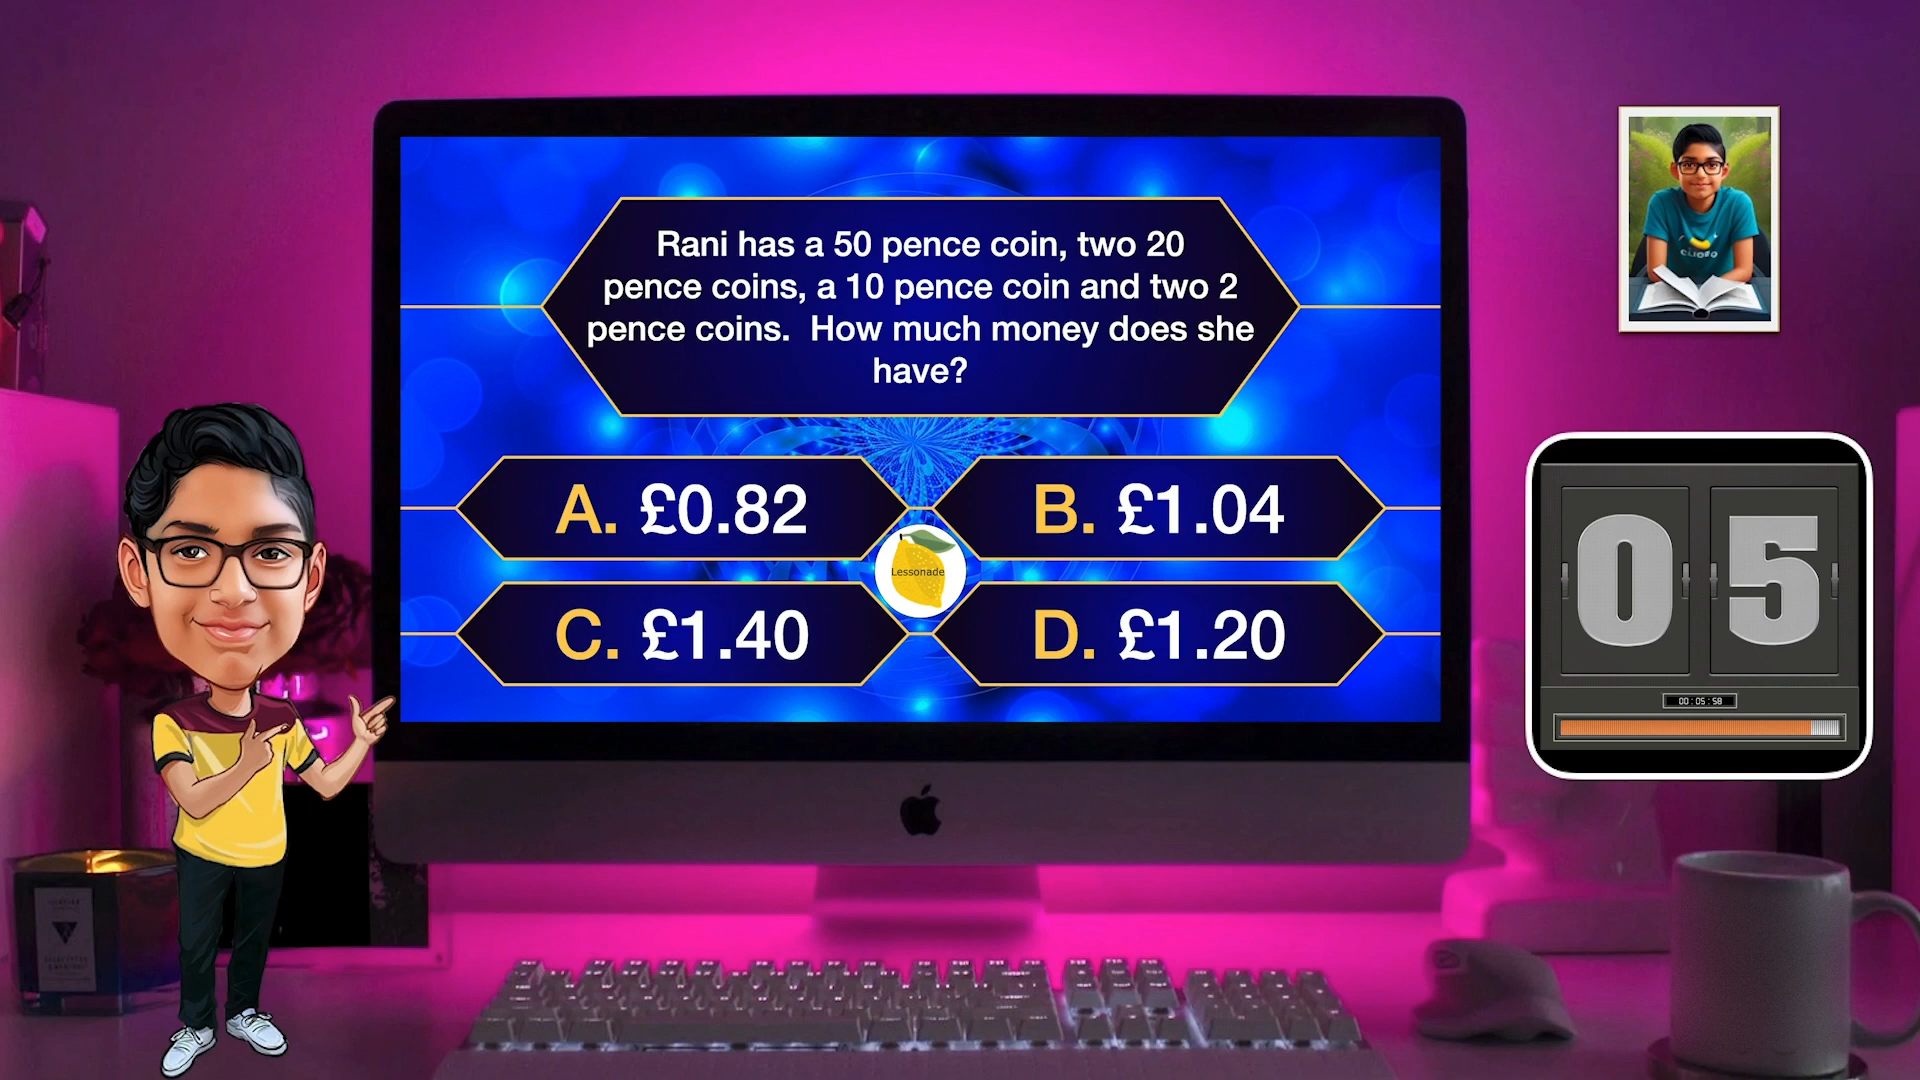 Rani has a 50 pence coin, two 20
pence coins, a 10 pence coin and two 2
pence coins. How much money does she
have?
A. £0.82
B. £1.04
Lessonade
C. £1.40
D. £1.20
05
00:05:58